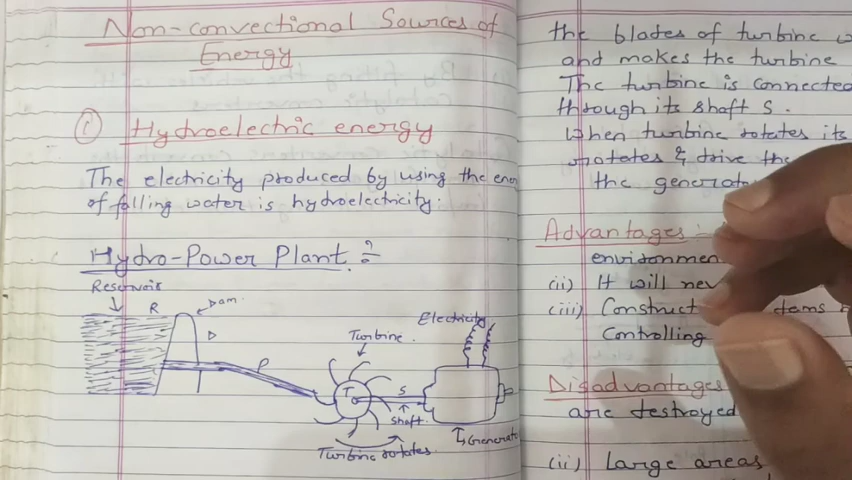 Non-convectional Sources of
Energy
(i) Hydroelectric energy
The electricity produced by using the ener
of falling water is hydroelectricity.
Hydro-Power Plant :-
Reservoir
R
Dam
D
P
Turbine
T
S
Shaft
Turbine rotates.
Electricity
Generato
the blades of turbine
and makes the turbine
The turbine is connected
through its shaft S.
When turbine rotates its
rotates & drive the
the generato
Advantages :-
environmen
(ii) It will nev
(iii) Construct
Controlling
Disadvantages
are destroyed
(ii) Large areas